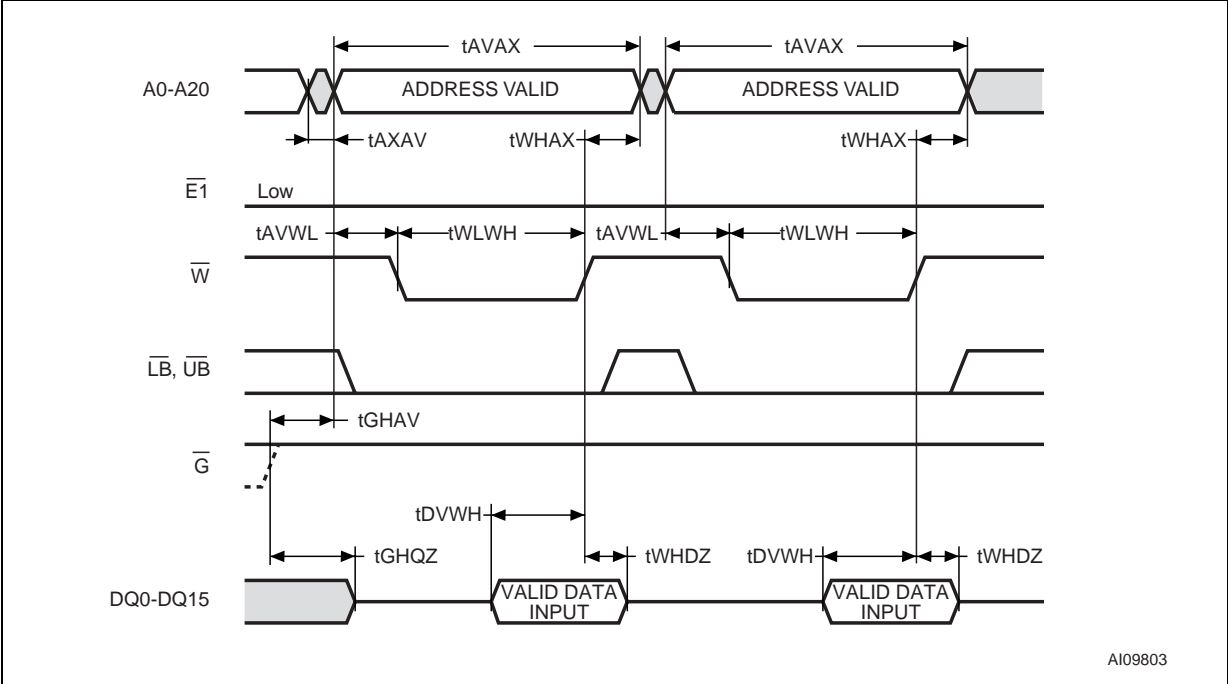 tAVAX
tAVAX
A0-A20
ADDRESS VALID
ADDRESS VALID
tAXAV
tWHAX
tWHAX
E1
Low
tAVWL
tWLWH
tAVWL
tWLWH
W
LB, UB
tGHAV
G
tDVWH
tGHQZ
tWHDZ
tDVWH
tWHDZ
DQ0-DQ15
VALID DATA
INPUT
VALID DATA
INPUT
AI09803